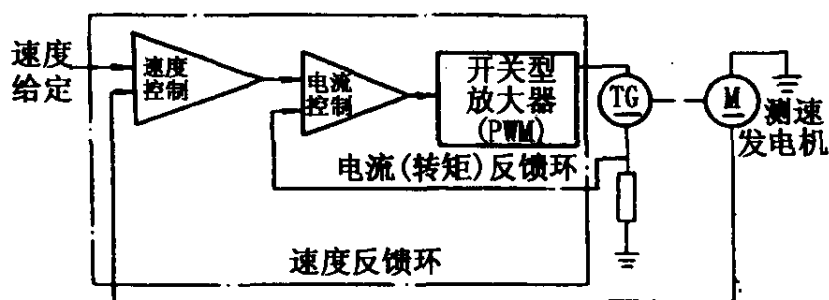 速度
给定
速度
控制
电流
控制
开关型
放大器
(PWM)
TG
M
测速
发电机
电流(转矩)反馈环
速度反馈环